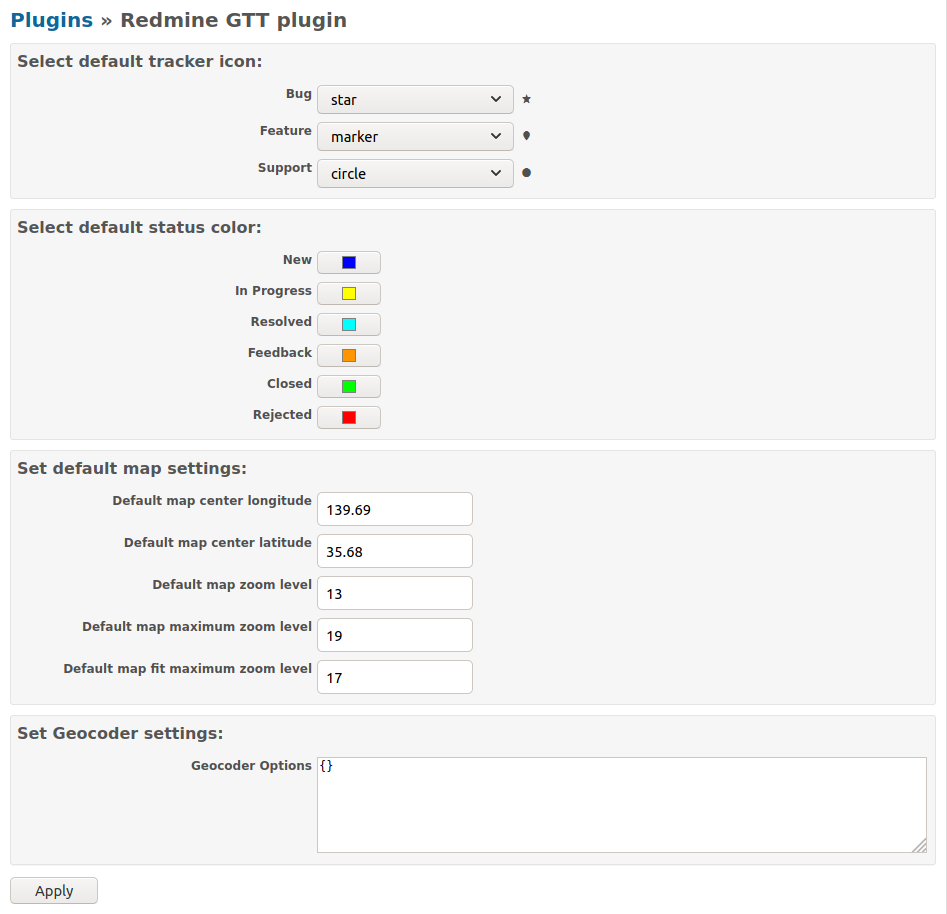 Plugins » Redmine GTT plugin
Select default tracker icon:
Bug star
Feature marker
Support circle
Select default status color:
New
In Progress
Resolved
Feedback
Closed
Rejected
Set default map settings:
Default map center longitude 139.69
Default map center latitude 35.68
Default map zoom level 13
Default map maximum zoom level 19
Default map fit maximum zoom level 17
Set Geocoder settings:
Geocoder Options {}
Apply